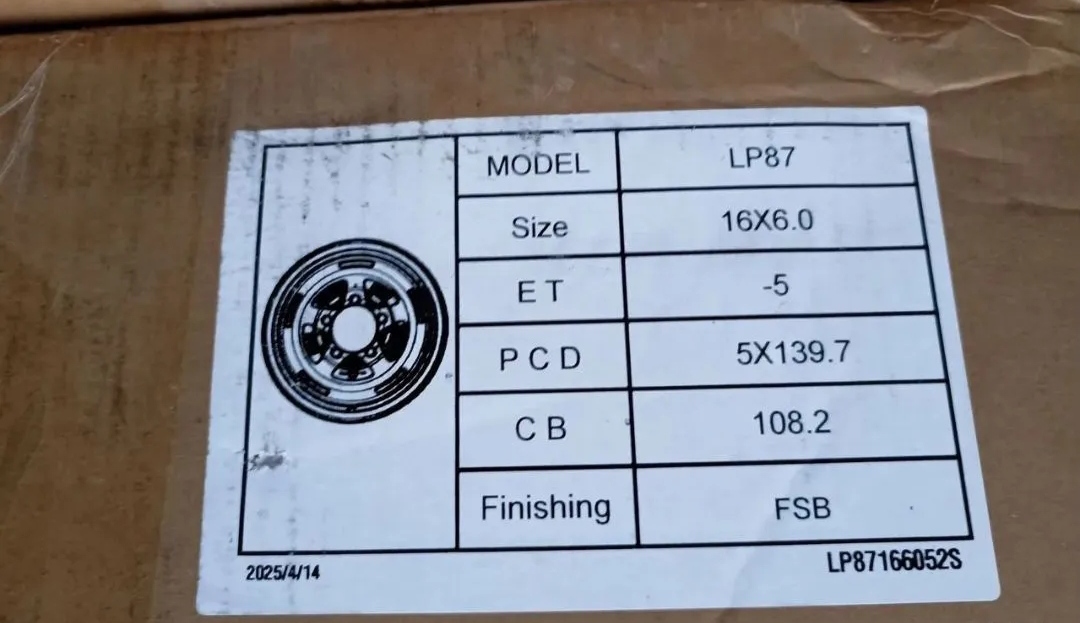 MODEL LP87
Size 16X6.0
E T -5
P C D 5X139.7
C B 108.2
Finishing FSB
2025/4/14 LP87166052S